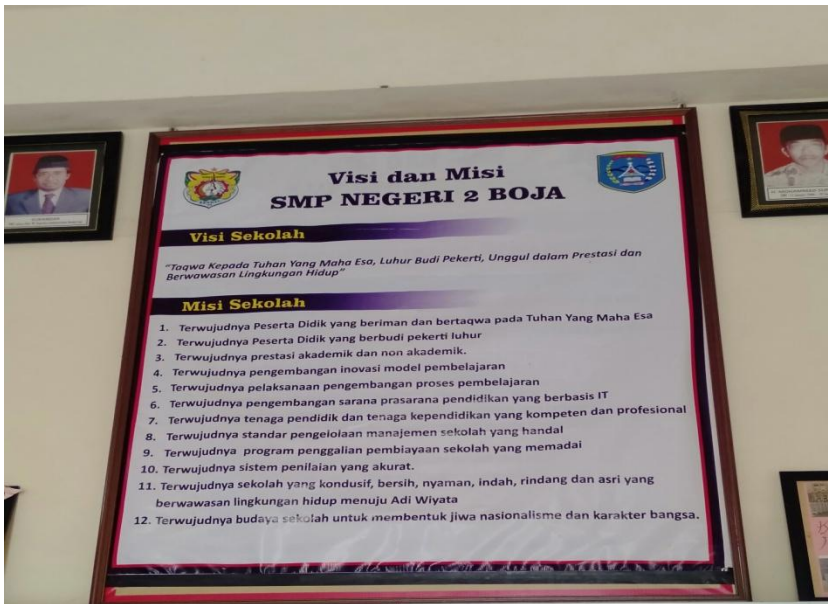 Visi dan Misi
SMP NEGERI 2 BOJA
Visi Sekolah
"Taqwa Kepada Tuhan Yang Maha Esa, Luhur Budi Pekerti, Unggul dalam Prestasi dan
Berwawasan Lingkungan Hidup"
Misi Sekolah
1. Terwujudnya Peserta Didik yang beriman dan bertaqwa pada Tuhan Yang Maha Esa
2. Terwujudnya Peserta Didik yang berbudi pekerti luhur
3. Terwujudnya prestasi akademik dan non akademik.
4. Terwujudnya pengembangan inovasi model pembelajaran
5. Terwujudnya pelaksanaan pengembangan proses pembelajaran
6. Terwujudnya pengembangan sarana prasarana pendidikan yang berbasis IT
7. Terwujudnya tenaga pendidik dan tenaga kependidikan yang kompeten dan profesional
8. Terwujudnya standar pengelolaan manajemen sekolah yang handal
9. Terwujudnya program penggalian pembiayaan sekolah yang memadai
10. Terwujudnya sistem penilaian yang akurat.
11. Terwujudnya sekolah yang kondusif, bersih, nyaman, indah, rindang dan asri yang
berwawasan lingkungan hidup menuju Adi Wiyata
12. Terwujudnya budaya sekolah untuk membentuk jiwa nasionalisme dan karakter bangsa.